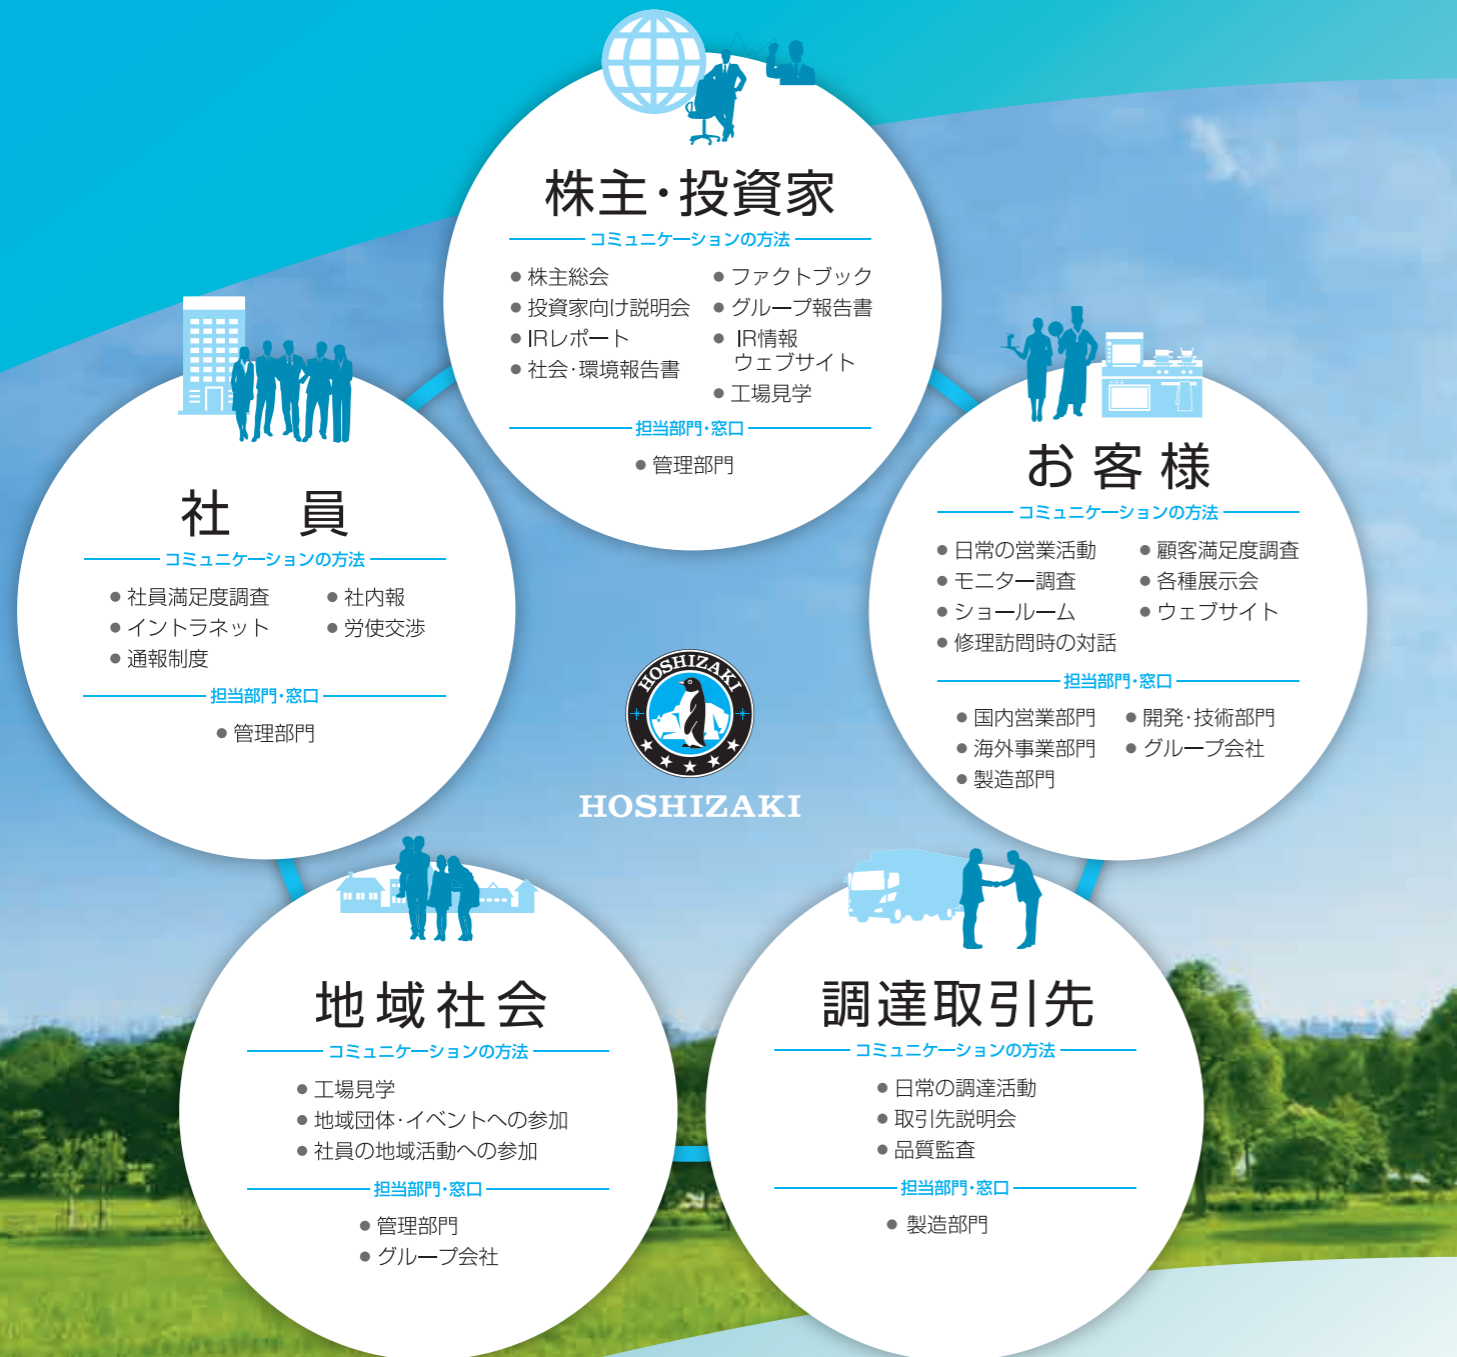 株主・投資家
コミュニケーションの方法
● 株主総会
● 投資家向け説明会
● IRレポート
● 社会・環境報告書
● ファクトブック
● グループ報告書
● IR情報
ウェブサイト
● 工場見学
担当部門・窓口
● 管理部門
社　員
コミュニケーションの方法
● 社員満足度調査
● イントラネット
● 通報制度
● 社内報
● 労使交渉
担当部門・窓口
● 管理部門
お客様
コミュニケーションの方法
● 日常の営業活動
● モニター調査
● ショールーム
● 修理訪問時の対話
● 顧客満足度調査
● 各種展示会
● ウェブサイト
担当部門・窓口
● 国内営業部門
● 海外事業部門
● 製造部門
● 開発・技術部門
● グループ会社
HOSHIZAKI
HOSHIZAKI
地域社会
コミュニケーションの方法
● 工場見学
● 地域団体・イベントへの参加
● 社員の地域活動への参加
担当部門・窓口
● 管理部門
● グループ会社
調達取引先
コミュニケーションの方法
● 日常の調達活動
● 取引先説明会
● 品質監査
担当部門・窓口
● 製造部門